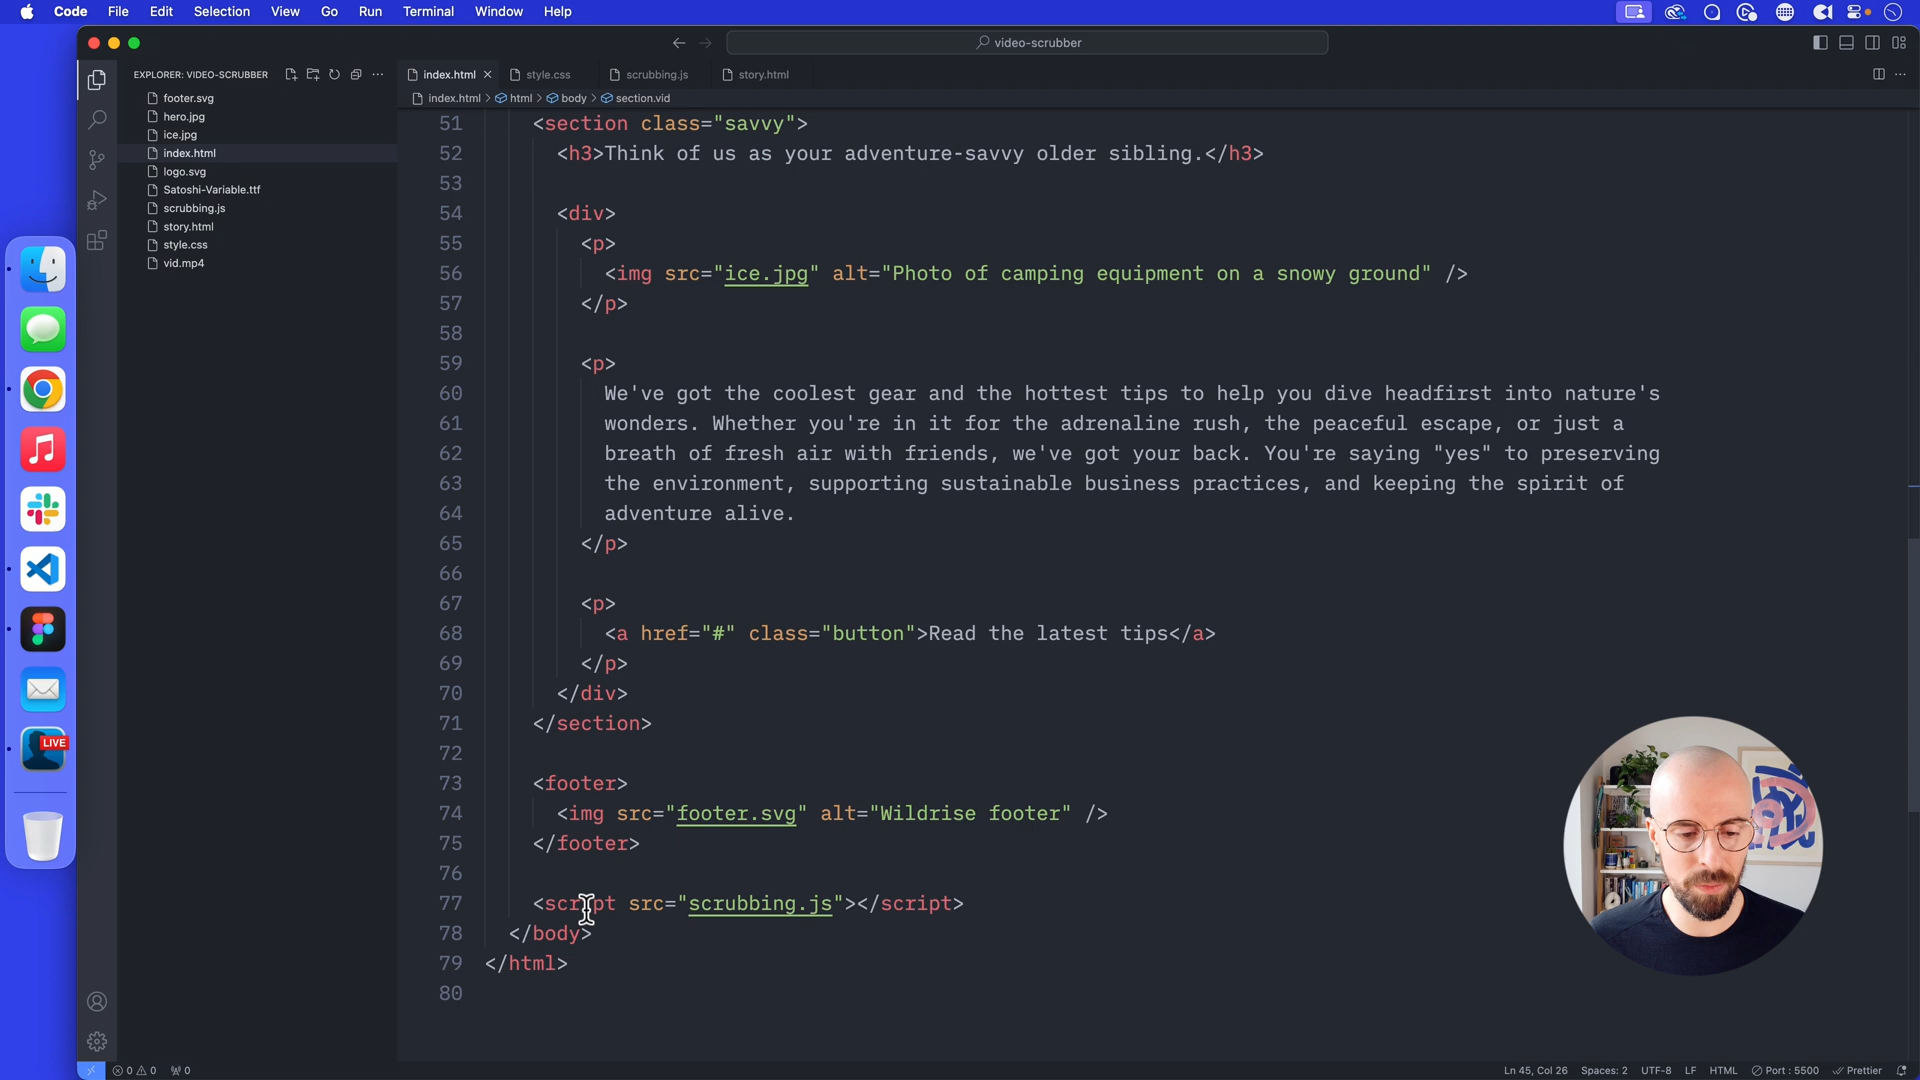 Code File Edit Selection View Go Run Terminal Window Help
video-scrubber
EXPLORER: VIDEO-SCRUBBER
index.html
style.css
scrubbing.js
story.html
index.html > html > body > section.vid
footer.svg
hero.jpg
ice.jpg
index.html
logo.svg
Satoshi-Variable.ttf
scrubbing.js
story.html
style.css
vid.mp4
LIVE
51 <section class="savvy">
52 <h3>Think of us as your adventure-savvy older sibling.</h3>
53
54 <div>
55 <p>
56 <img src="ice.jpg" alt="Photo of camping equipment on a snowy ground" />
57 </p>
58
59 <p>
60 We've got the coolest gear and the hottest tips to help you dive headfirst into nature's
61 wonders. Whether you're in it for the adrenaline rush, the peaceful escape, or just a
62 breath of fresh air with friends, we've got your back. You're saying "yes" to preserving
63 the environment, supporting sustainable business practices, and keeping the spirit of
64 adventure alive.
65 </p>
66
67 <p>
68 <a href="#" class="button">Read the latest tips</a>
69 </p>
70 </div>
71 </section>
72
73 <footer>
74 <img src="footer.svg" alt="Wildrise footer" />
75 </footer>
76
77 <script src="scrubbing.js"></script>
78 </body>
79 </html>
80
0 0 0 Ln 45, Col 26 Spaces: 2 UTF-8 LF HTML Port : 5500 Prettier